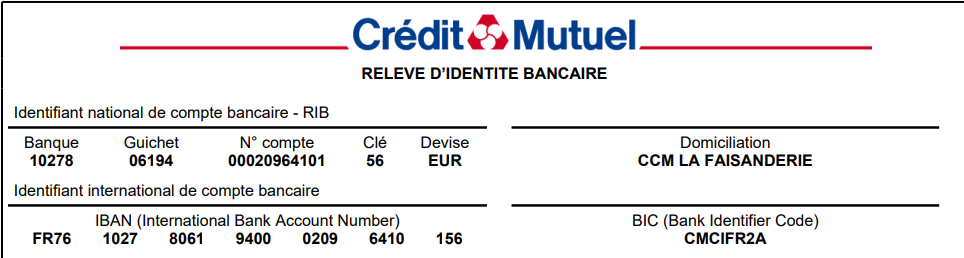 Crédit Mutuel
RELEVE D'IDENTITE BANCAIRE
Identifiant national de compte bancaire - RIB
Banque Guichet N° compte Clé Devise Domiciliation
10278 06194 00020964101 56 EUR CCM LA FAISANDERIE
Identifiant international de compte bancaire
IBAN (International Bank Account Number) BIC (Bank Identifier Code)
FR76 1027 8061 9400 0209 6410 156 CMCIFR2A